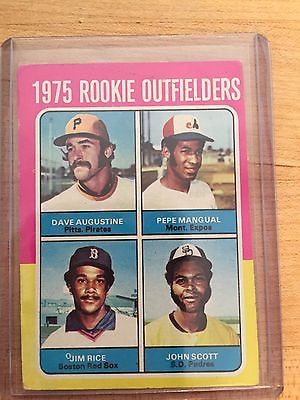 1975 ROOKIE OUTFIELDERS
P
DAVE AUGUSTINE
Pitts. Pirates
PEPE MANGUAL
Mont. Expos
B
JIM RICE
Boston Red Sox
SD
JOHN SCOTT
S.D. Padres